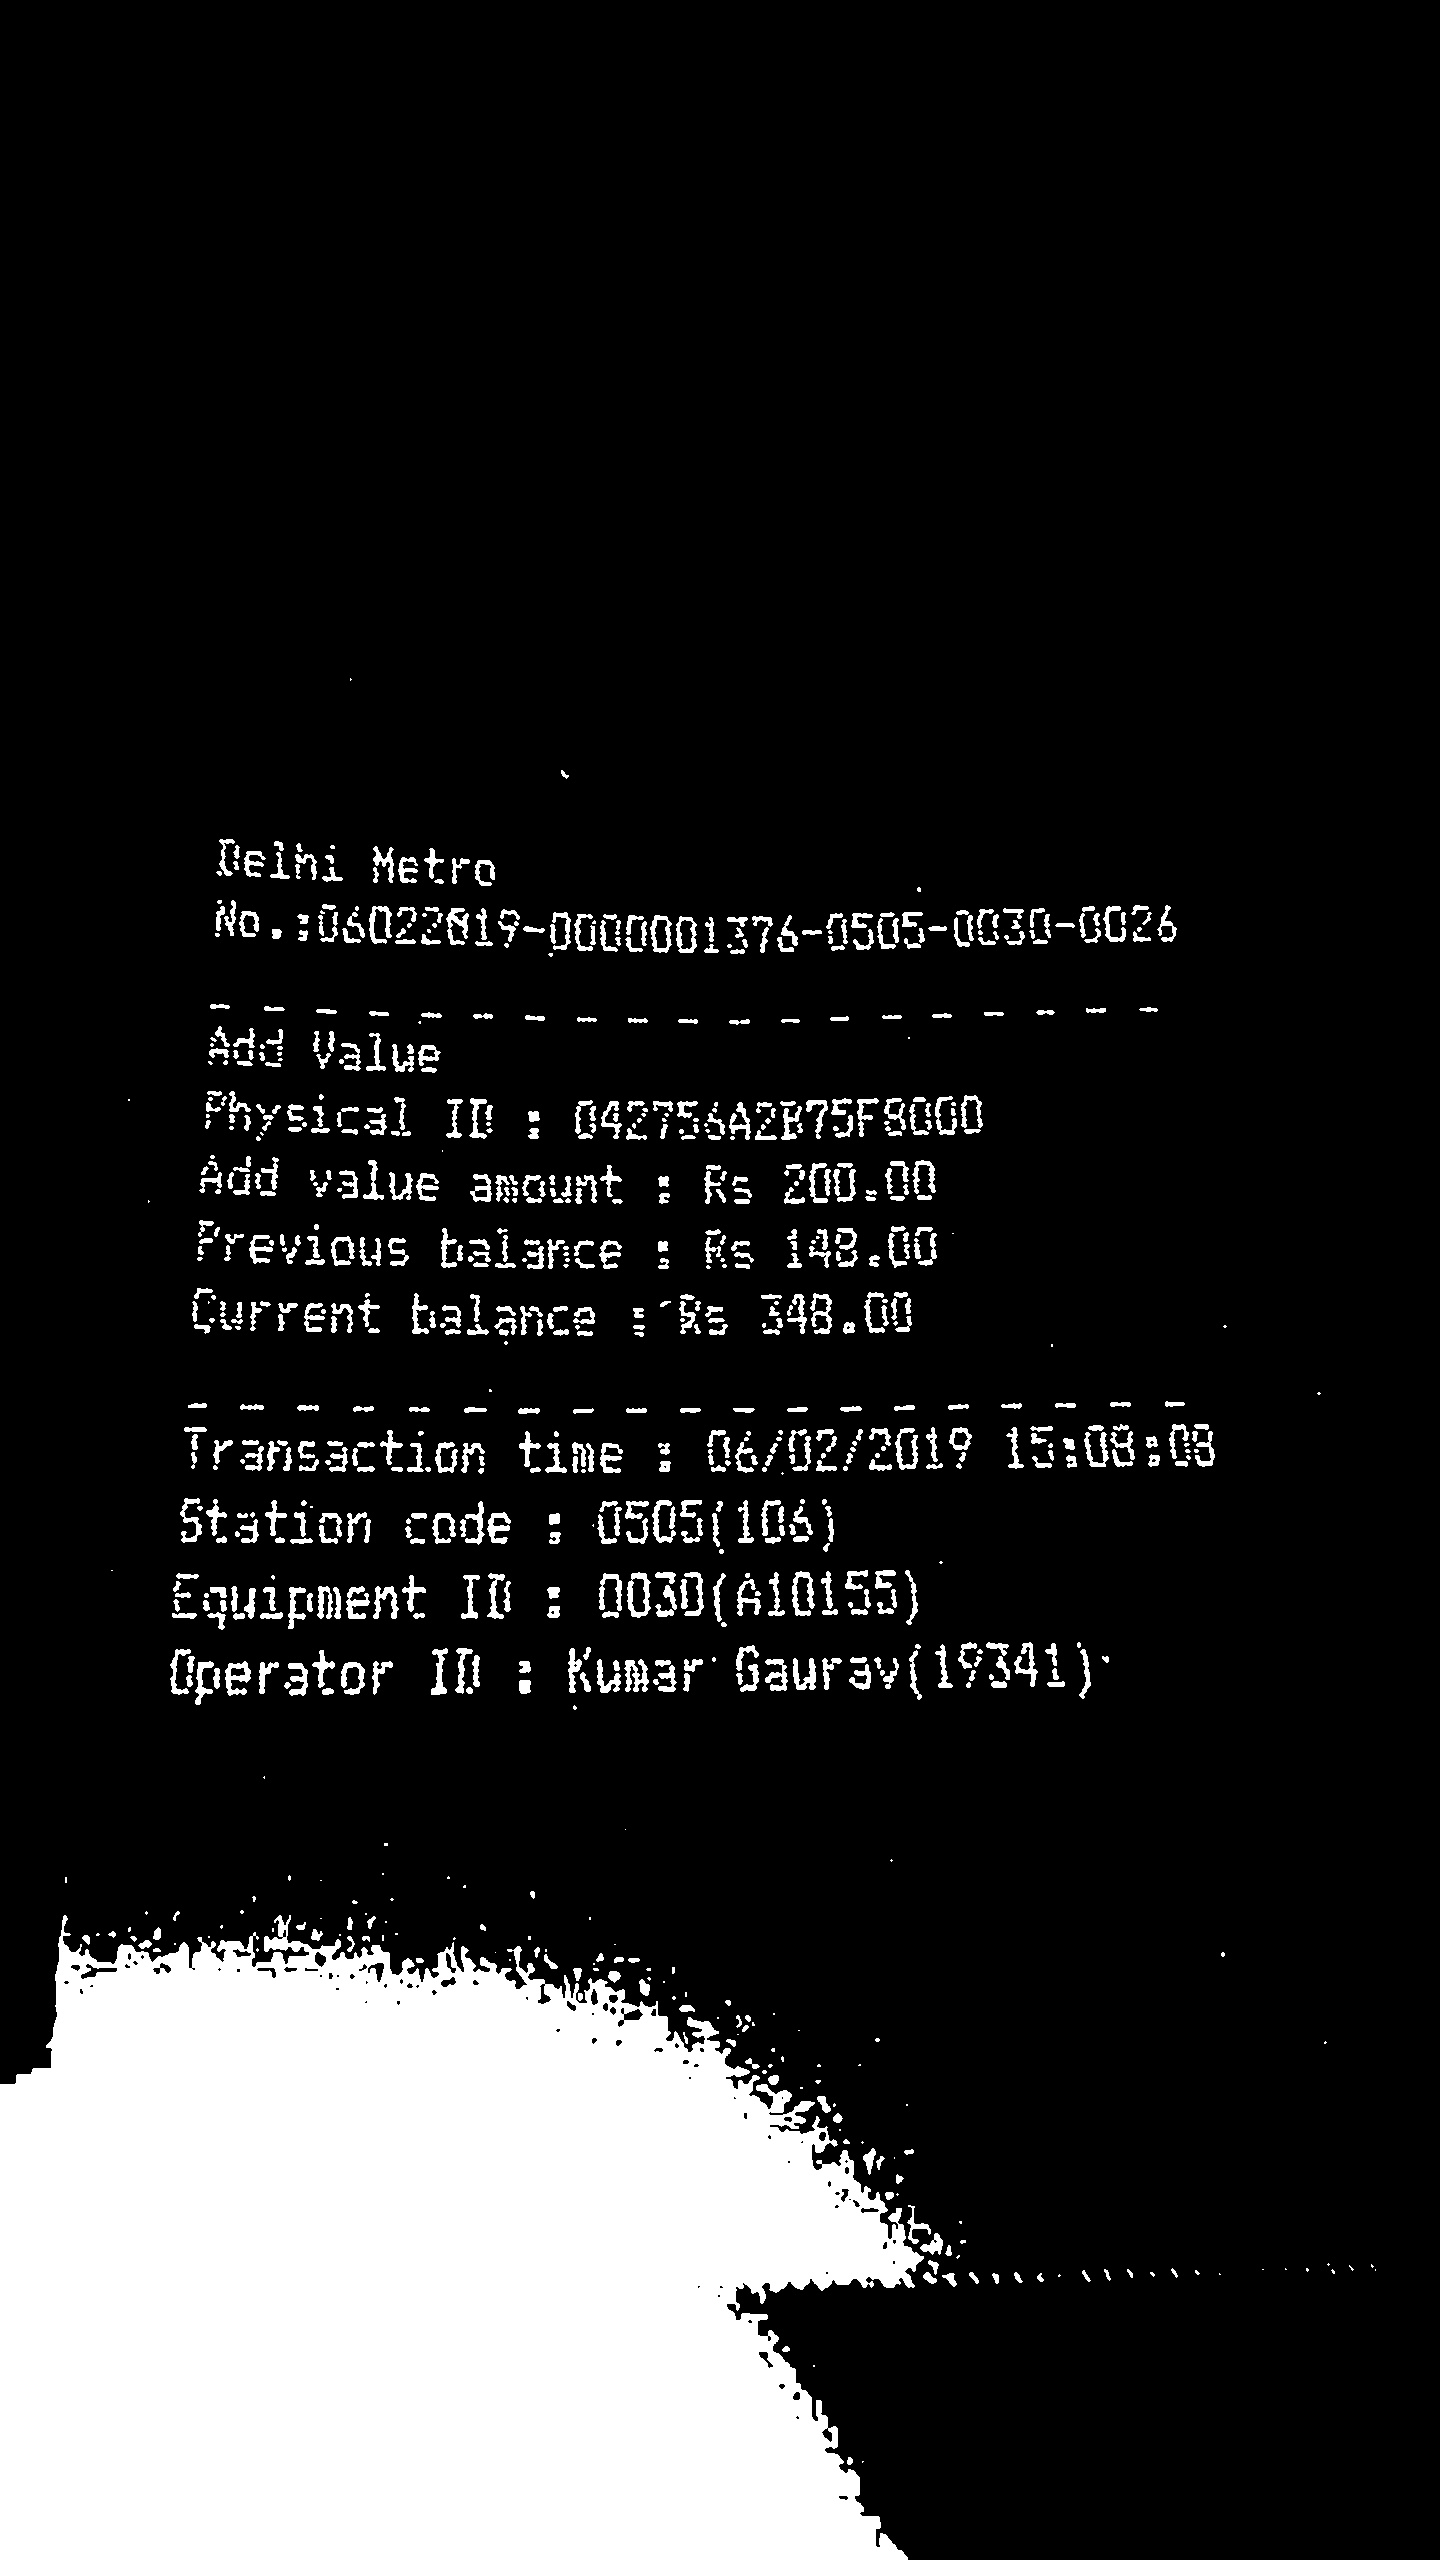 Delhi Metro
No.:06022019-0000001376-0505-0030-0026
- - - - - - - - - - - - - - - - - - -
Add Value
Physical ID : 042756A2B75F8000
Add value amount : Rs 200.00
Previous balance : Rs 148.00
Current balance : Rs 348.00
- - - - - - - - - - - - - - - - - - -
Transaction time : 06/02/2019 15:08:08
Station code : 0505(106)
Equipment ID : 0030(A10155)
Operator ID : Kumar Gaurav(19341)